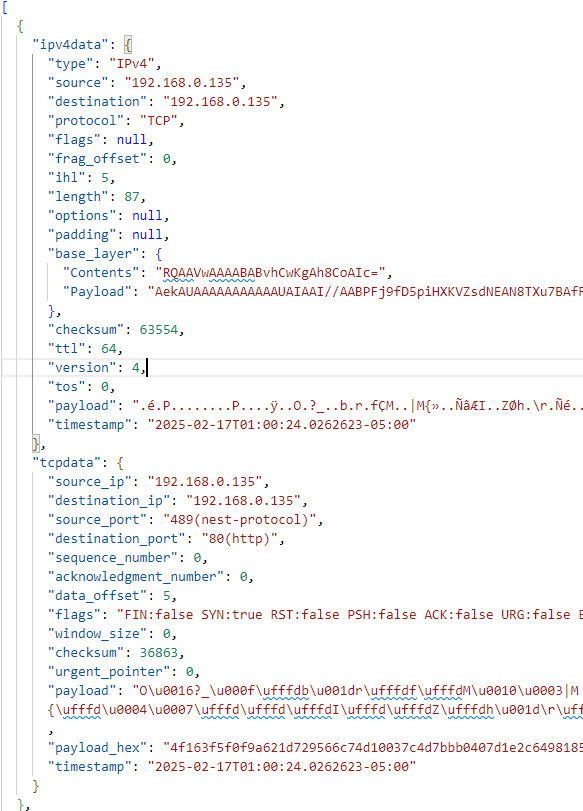 [
{
"ipv4data": {
"type": "IPv4",
"source": "192.168.0.135",
"destination": "192.168.0.135",
"protocol": "TCP",
"flags": null,
"frag_offset": 0,
"ihl": 5,
"length": 87,
"options": null,
"padding": null,
"base_layer": {
"Contents": "RQAAVwAAAABABvhCwKgAh8CoAIc=",
"Payload": "AekAUAAAAAAAAAAAUAIAAI//AABPFj9fD5piHXKVZsdNEAN8TXu7BAfR
},
"checksum": 63554,
"ttl": 64,
"version": 4,
"tos": 0,
"payload": ".é.P........P....ÿ..O.?_..b.r.fÇM..|M{»..ÑâÆI..ZØh.\r.Ñé..
"timestamp": "2025-02-17T01:00:24.0262623-05:00"
},
"tcpdata": {
"source_ip": "192.168.0.135",
"destination_ip": "192.168.0.135",
"source_port": "489(nest-protocol)",
"destination_port": "80(http)",
"sequence_number": 0,
"acknowledgment_number": 0,
"data_offset": 5,
"flags": "FIN:false SYN:true RST:false PSH:false ACK:false URG:false E
"window_size": 0,
"checksum": 36863,
"urgent_pointer": 0,
"payload": "O\u0016?_\u000f\ufffdb\u001dr\ufffdf\ufffdM\u0010\u0003|M
{\ufffd\u0004\u0007\ufffd\ufffd\ufffdI\ufffd\ufffdZ\ufffdh\u001d\r\uff
,
"payload_hex": "4f163f5f0f9a621d729566c74d10037c4d7bbb0407d1e2c6498185
"timestamp": "2025-02-17T01:00:24.0262623-05:00"
}
},